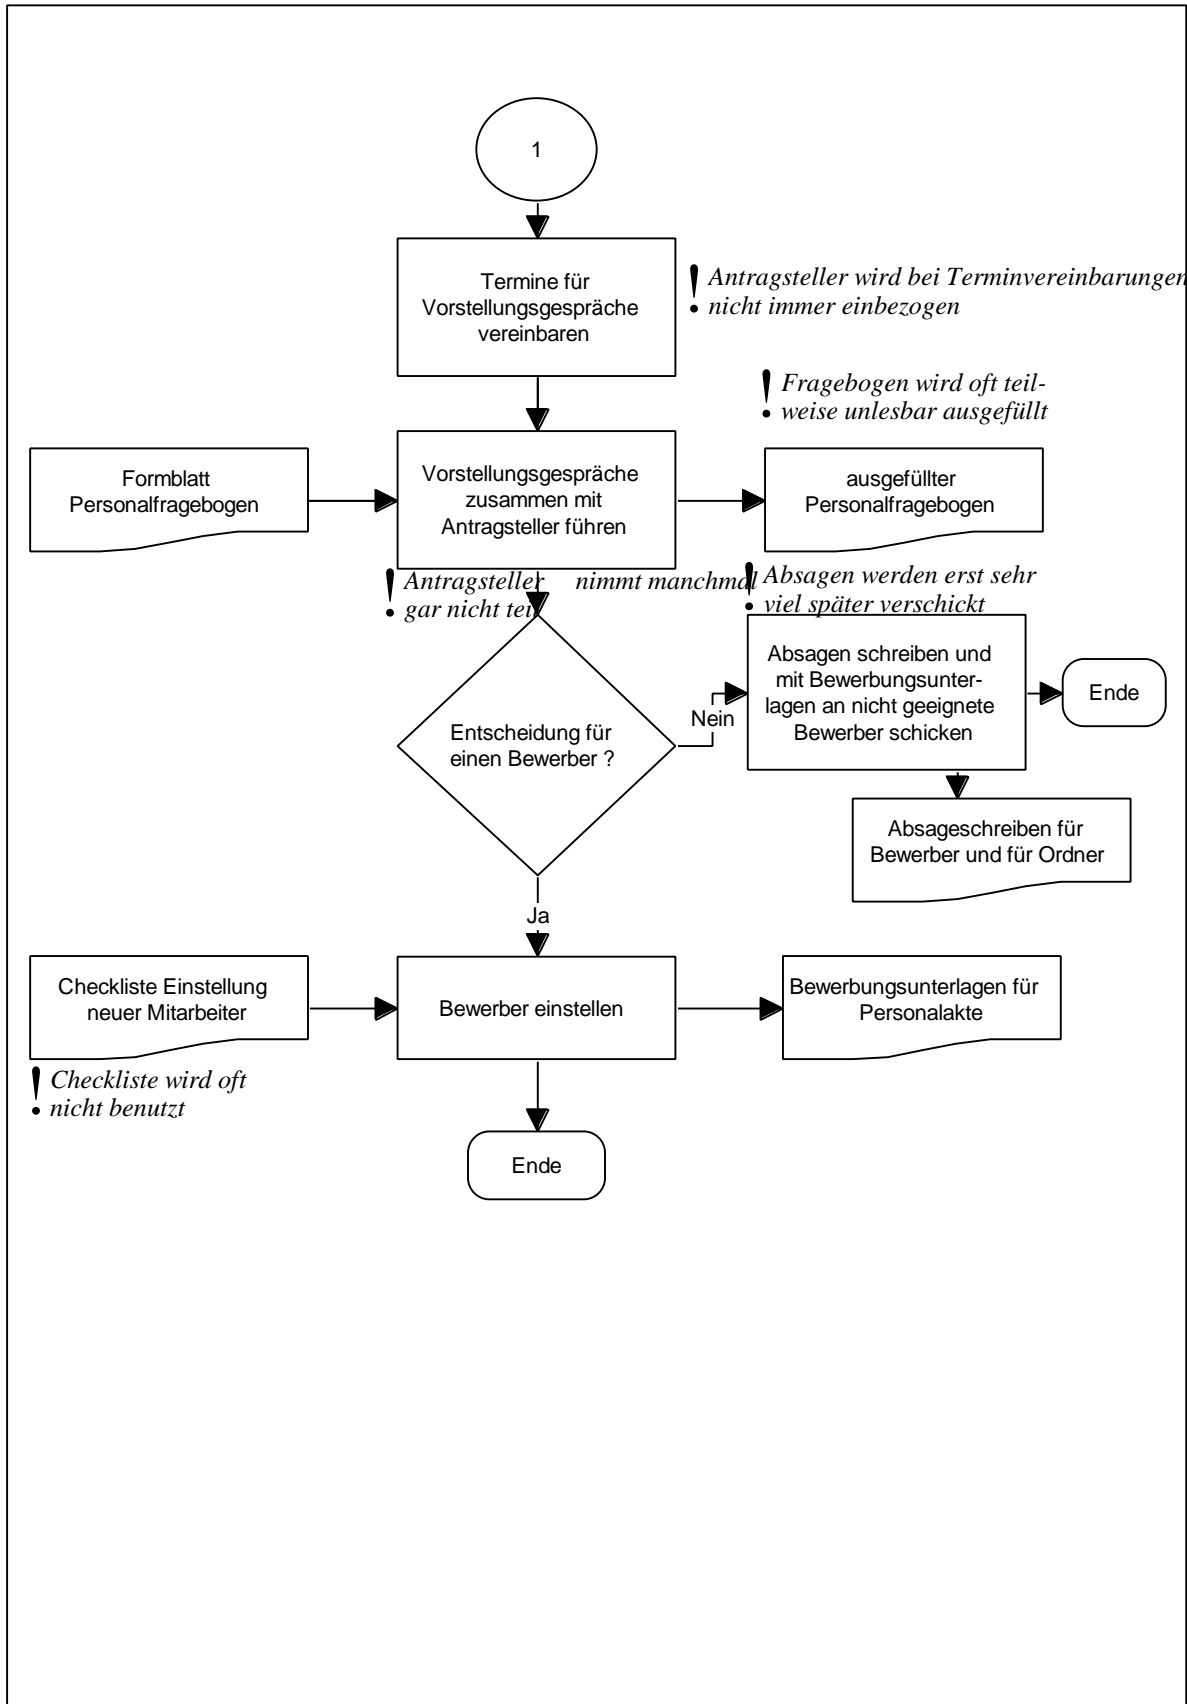 1
Termine für
Vorstellungsgespräche
vereinbaren
! Antragsteller wird bei Terminvereinbarungen
nicht immer einbezogen
! Fragebogen wird oft teil-
weise unlesbar ausgefüllt
Formblatt
Personalfragebogen
Vorstellungsgespräche
zusammen mit
Antragsteller führen
ausgefüllter
Personalfragebogen
! Antragsteller nimmt manchmal
gar nicht teil
! Absagen werden erst sehr
viel später verschickt
Absagen schreiben und
mit Bewerbungsunter-
lagen an nicht geeignete
Bewerber schicken
Ende
Nein
Entscheidung für
einen Bewerber ?
Absageschreiben für
Bewerber und für Ordner
Ja
Checkliste Einstellung
neuer Mitarbeiter
Bewerber einstellen
Bewerbungsunterlagen für
Personalakte
! Checkliste wird oft
nicht benutzt
Ende